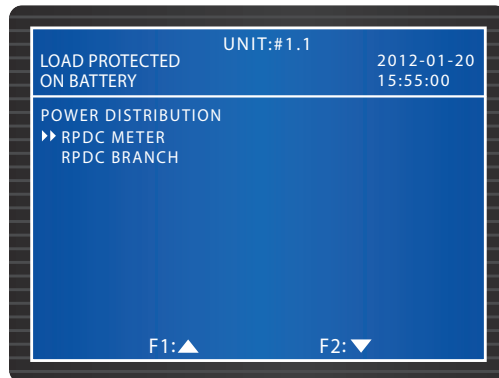 UNIT:#1.1
LOAD PROTECTED
ON BATTERY
2012-01-20
15:55:00
POWER DISTRIBUTION
RPDC METER
RPDC BRANCH
F1: F2: